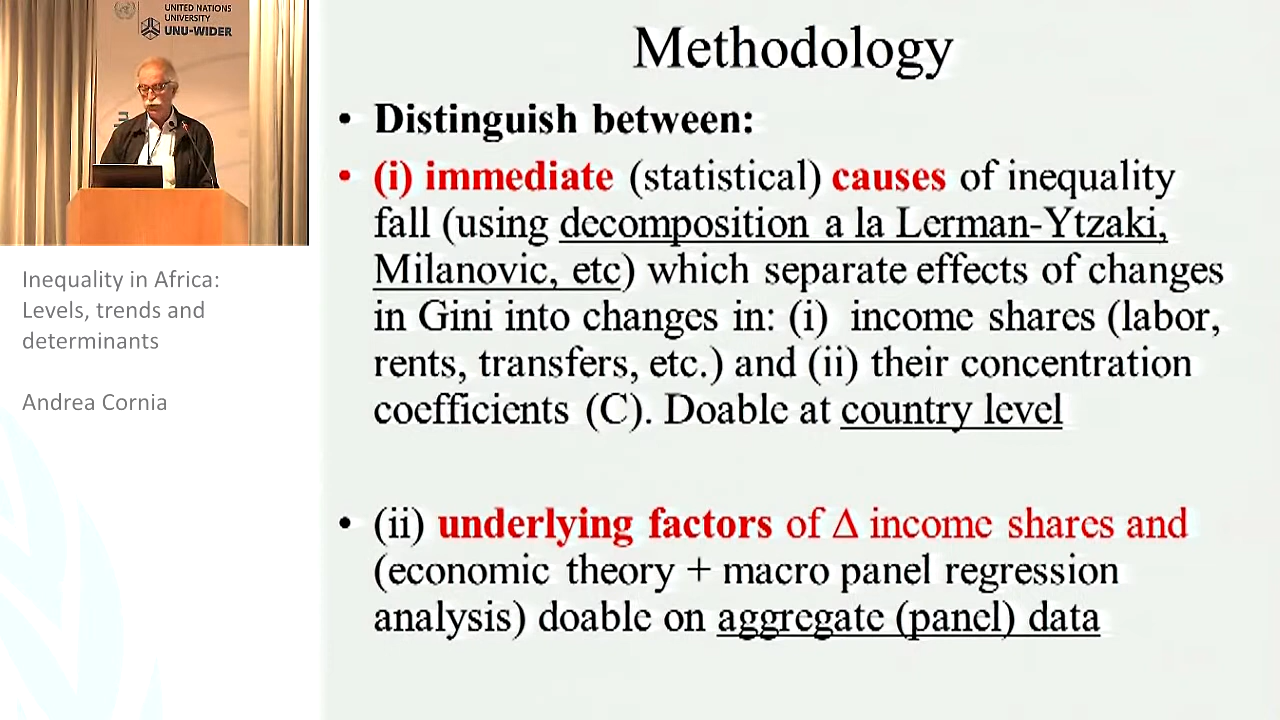 UNITED NATIONS
UNIVERSITY
UNU-WIDER
Inequality in Africa:
Levels, trends and
determinants
Andrea Cornia
Methodology
• Distinguish between:
• (i) immediate (statistical) causes of inequality
fall (using decomposition a la Lerman-Ytzaki,
Milanovic, etc) which separate effects of changes
in Gini into changes in: (i) income shares (labor,
rents, transfers, etc.) and (ii) their concentration
coefficients (C). Doable at country level
• (ii) underlying factors of Δ income shares and
(economic theory + macro panel regression
analysis) doable on aggregate (panel) data